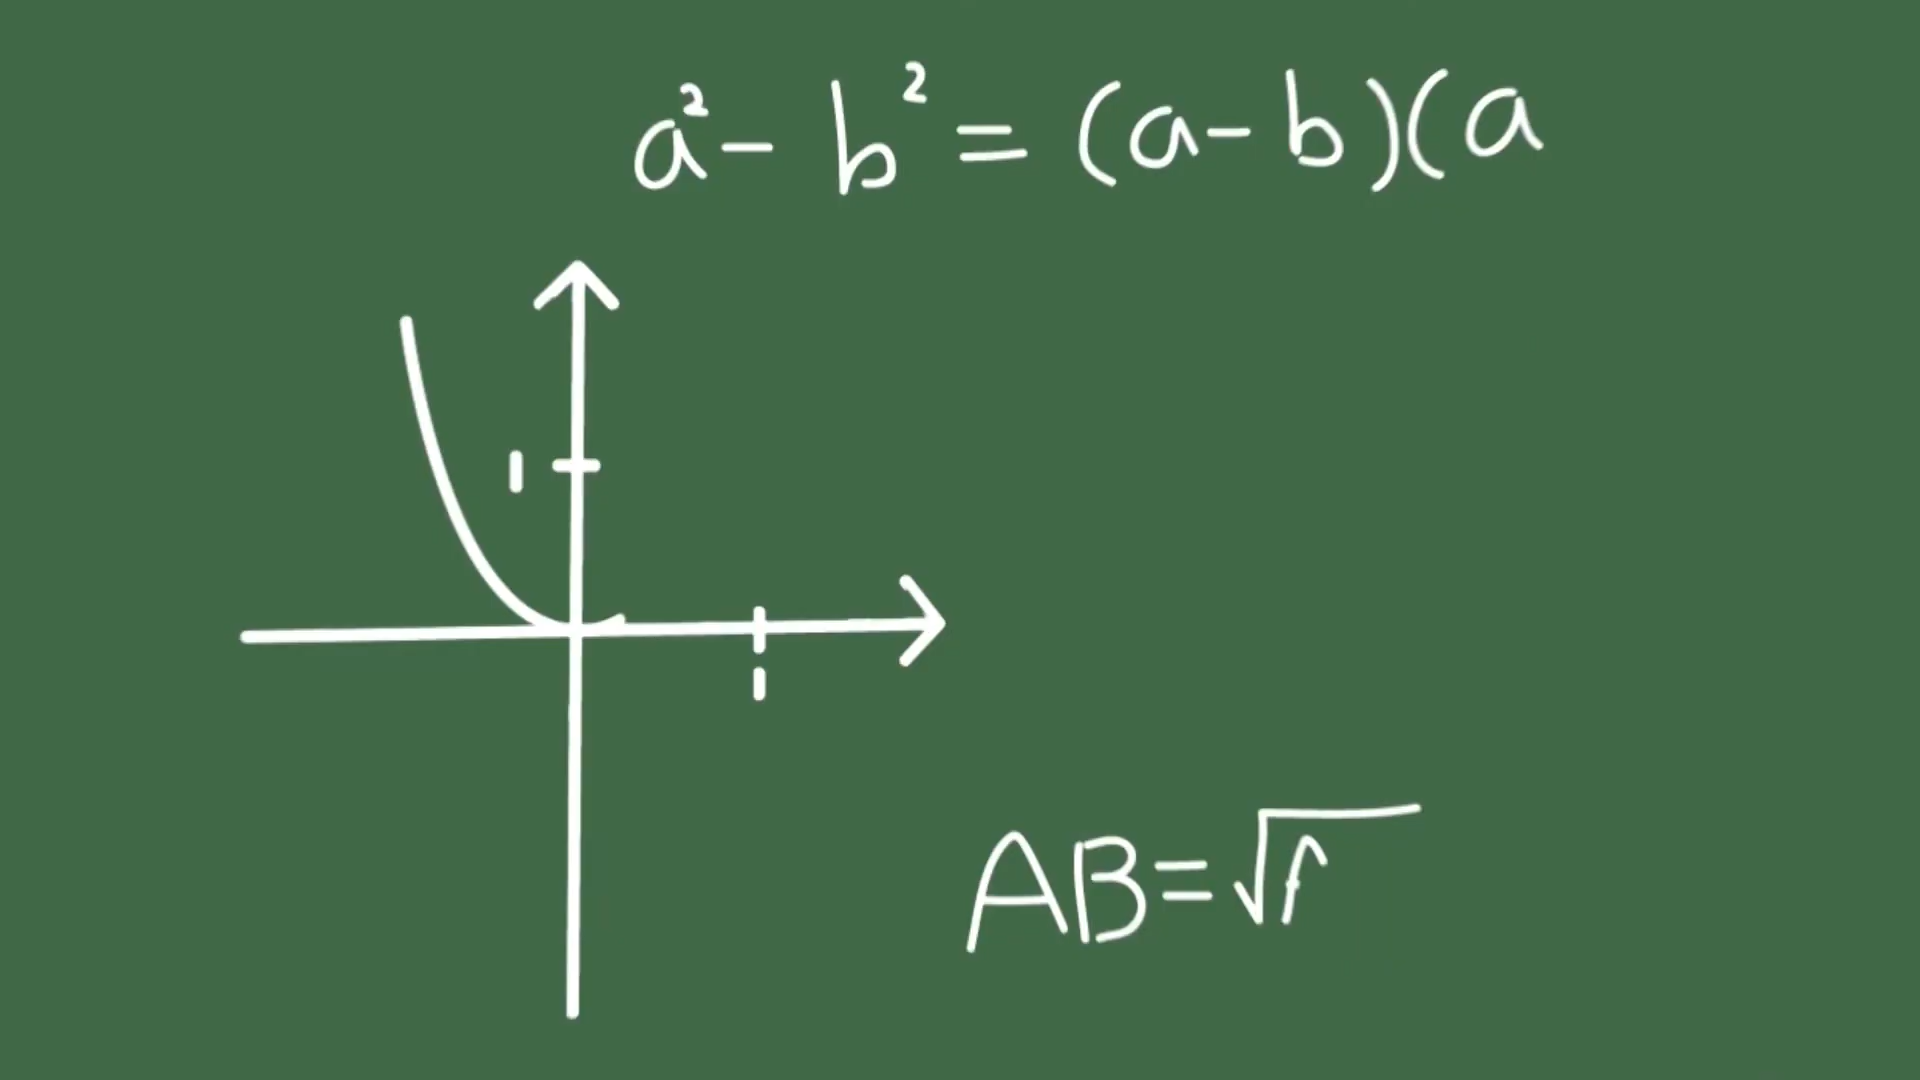 a² - b² = (a - b)(a
1
1
AB = √r